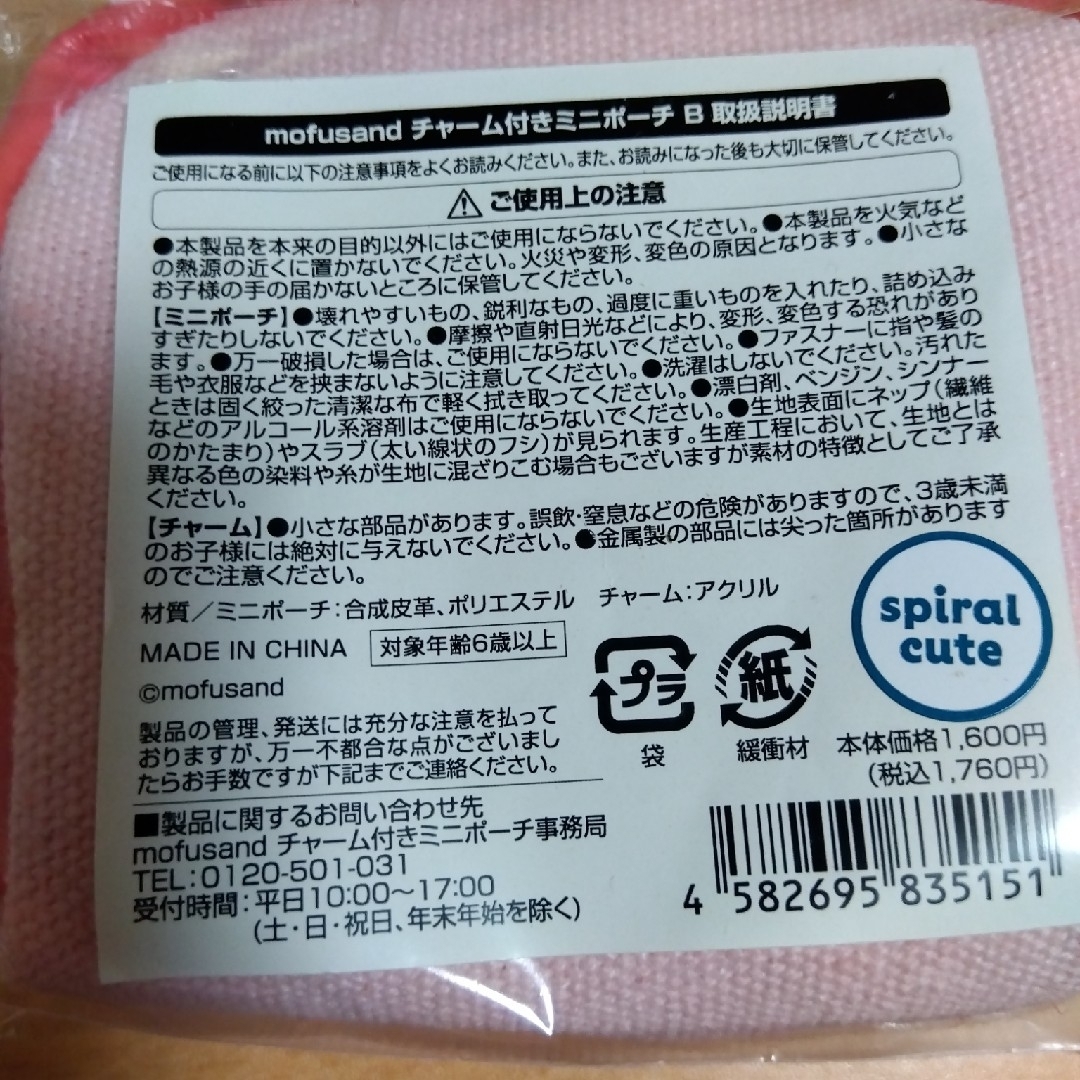 mofusand チャーム付きミニポーチ B 取扱説明書
ご使用になる前に以下の注意事項をよくお読みください。また、お読みになった後も大切に保管してください。
⚠ ご使用上の注意
●本製品を本来の目的以外にはご使用にならないでください。●本製品を火気など
の熱源の近くに置かないでください。火災や変形、変色の原因となります。●小さな
お子様の手の届かないところに保管してください。
【ミニポーチ】●壊れやすいもの、鋭利なもの、過度に重いものを入れたり、詰め込み
すぎたりしないでください。●摩擦や直射日光などにより、変形、変色する恐れがあり
ます。●万一破損した場合は、ご使用にならないでください。●ファスナーに指や髪の
毛や衣服などを挟まないように注意してください。●洗濯はしないでください。汚れた
ときは固く絞った清潔な布で軽く拭き取ってください。●漂白剤、ベンジン、シンナー
などのアルコール系溶剤はご使用にならないでください。●生地表面にネップ(繊維
のかたまり)やスラブ(太い線状のフシ)が見られます。生産工程において、生地とは
異なる色の染料や糸が生地に混ざりこむ場合もございますが素材の特徴としてご了承
ください。
【チャーム】●小さな部品があります。誤飲・窒息などの危険がありますので、3歳未満
のお子様には絶対に与えないでください。●金属製の部品には尖った箇所があります
のでご注意ください。
材質/ミニポーチ:合成皮革、ポリエステル チャーム:アクリル
MADE IN CHINA 対象年齢6歳以上
©mofusand
製品の管理、発送には充分な注意を払って
おりますが、万一不都合な点がございまし
たらお手数ですが下記までご連絡ください。
■製品に関するお問い合わせ先
mofusand チャーム付きミニポーチ事務局
TEL:0120-501-031
受付時間:平日10:00〜17:00
(土・日・祝日、年末年始を除く)
プラ
袋
紙
緩衝材
spiral
cute
本体価格1,600円
(税込1,760円)
4 582695 835151